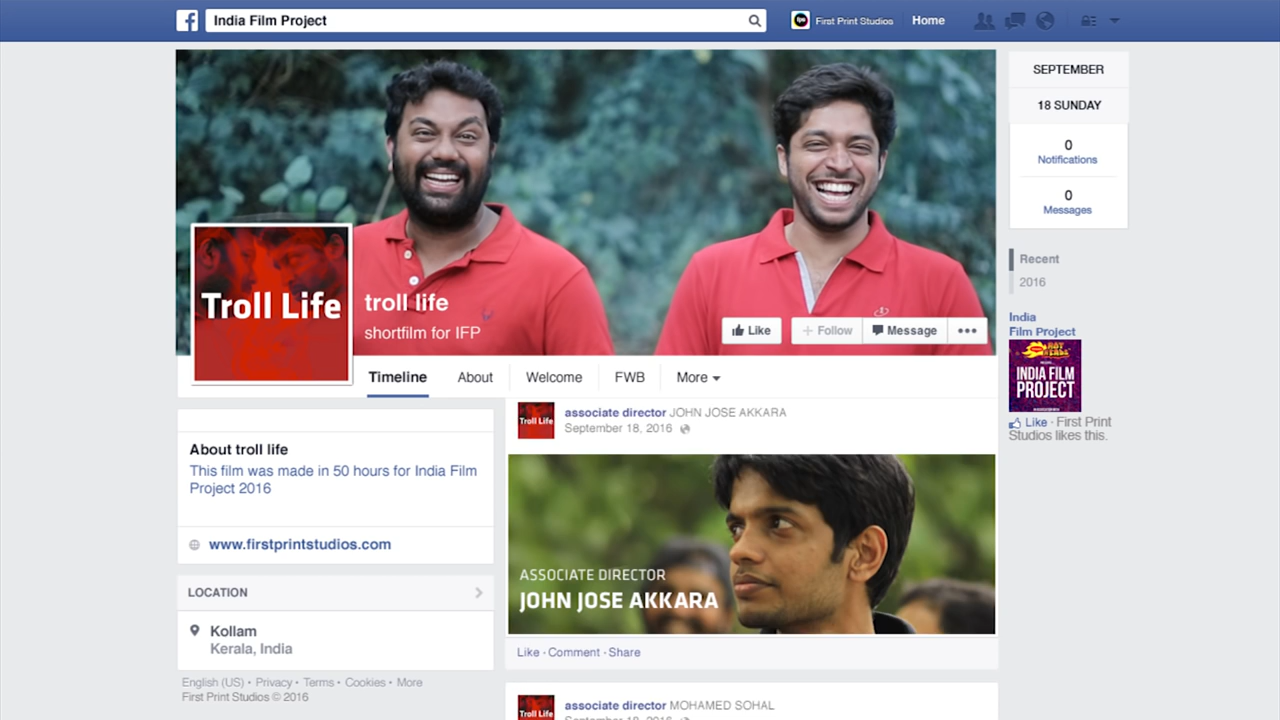 India Film Project
First Print Studios
Home
Troll Life
troll life
shortfilm for IFP
Like
+ Follow
Message
Timeline
About
Welcome
FWB
More
About troll life
This film was made in 50 hours for India Film
Project 2016
www.firstprintstudios.com
LOCATION
Kollam
Kerala, India
English (US) • Privacy • Terms • Cookies • More
First Print Studios © 2016
Troll Life
associate director JOHN JOSE AKKARA
September 18, 2016
ASSOCIATE DIRECTOR
JOHN JOSE AKKARA
Like · Comment · Share
Troll Life
associate director MOHAMED SOHAL
September 18, 2016
SEPTEMBER
18 SUNDAY
0
Notifications
0
Messages
Recent
2016
India
Film Project
INDIA FILM
PROJECT
Like · First Print
Studios likes this.